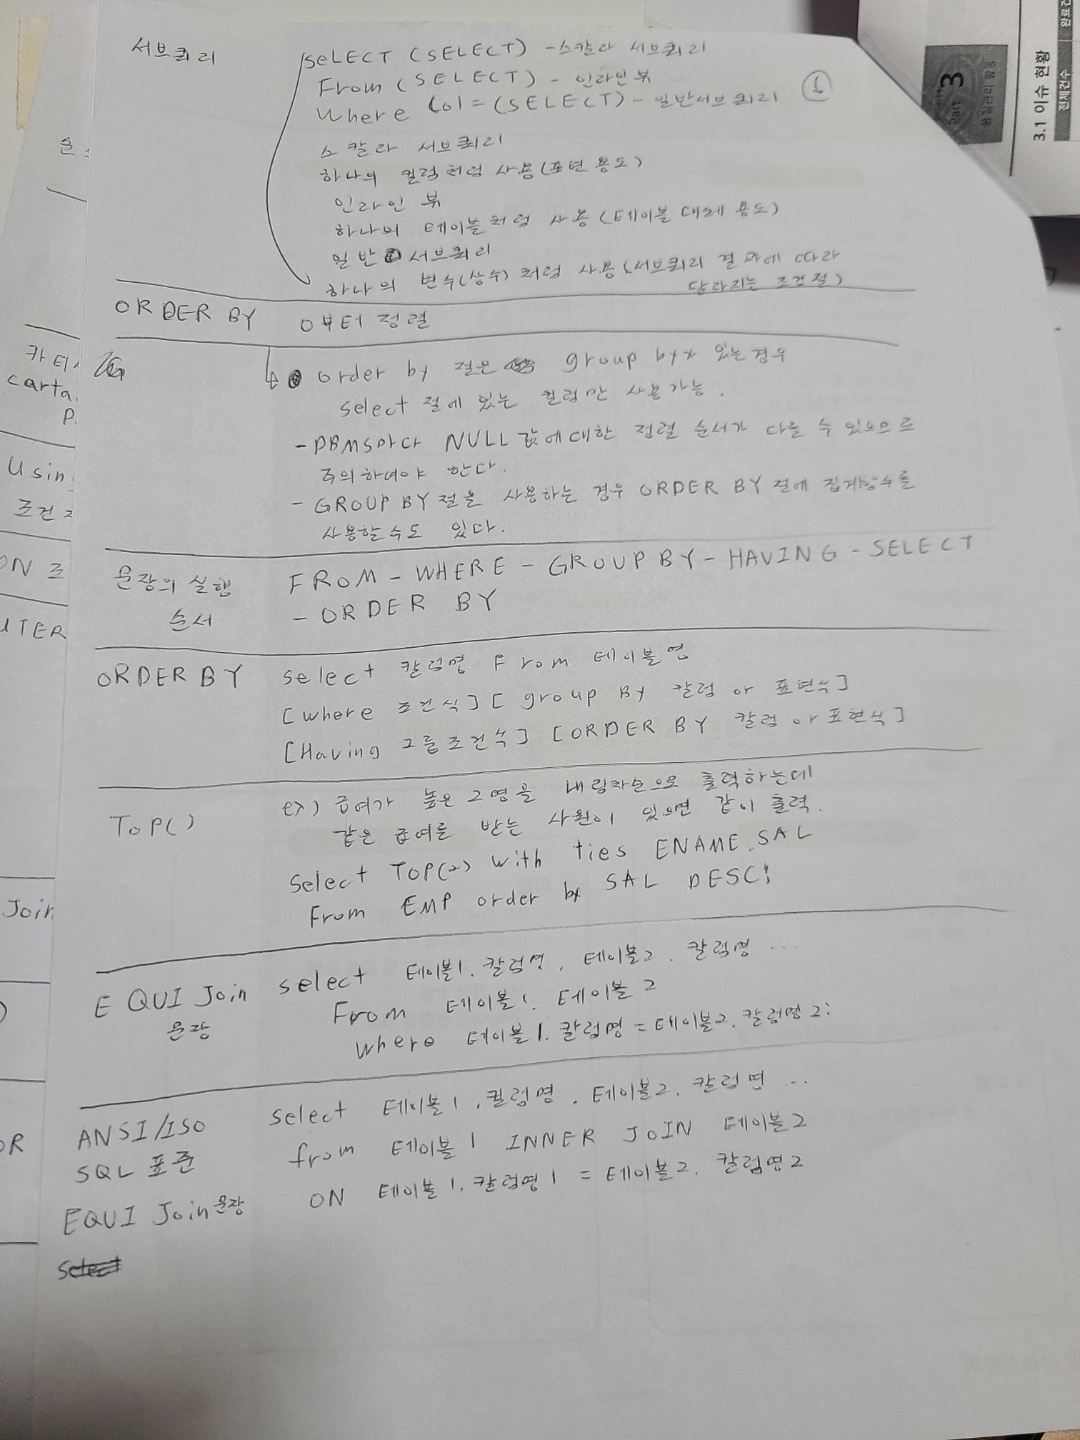 서브쿼리
SELECT (SELECT) - 스칼라 서브쿼리
From (SELECT) - 인라인 뷰
Where Col = (SELECT) - 일반서브쿼리
스칼라 서브쿼리
하나의 컬럼처럼 사용(표현 용도)
인라인 뷰
하나의 테이블처럼 사용(테이블 대체 용도)
일반 서브쿼리
하나의 변수(상수)처럼 사용(서브쿼리 결과에 따라
달라지는 조건절)
ORDER BY 0부터 정렬
order by 절은 group by가 있는경우
select 절에 있는 컬럼만 사용가능.
- DBMS마다 NULL 값에대한 정렬 순서가 다를 수 있으므로
주의하여야 한다.
- GROUP BY절을 사용하는 경우 ORDER BY 절에 집계함수를
사용할수도 있다.
문장의 실행
순서
FROM - WHERE - GROUP BY - HAVING - SELECT
- ORDER BY
ORDER BY
select 칼럼명 From 테이블명
[where 조건식] [group By 칼럼 or 표현식]
[Having 그룹조건식] [ORDER BY 칼럼 or 표현식]
TOP()
ex) 급여가 높은 2명을 내림차순으로 출력하는데
같은 급여를 받는 사원이 있으면 같이 출력.
Select TOP(2) with ties ENAME, SAL
From EMP order by SAL DESC;
EQUI Join
문장
select 테이블1.칼럼명, 테이블2.칼럼명 ...
From 테이블1, 테이블2
where 테이블1.칼럼명 = 테이블2.칼럼명2;
ANSI/ISO
SQL 표준
EQUI Join 문장
select 테이블1.칼럼명, 테이블2.칼럼명 ...
from 테이블1 INNER JOIN 테이블2
ON 테이블1.칼럼명1 = 테이블2.칼럼명2
카티
carta
P
Usin
조건
ON 조
UTER
Join
OR
Part 3
품질관리 활동
3.1 이슈 현황
전체건수